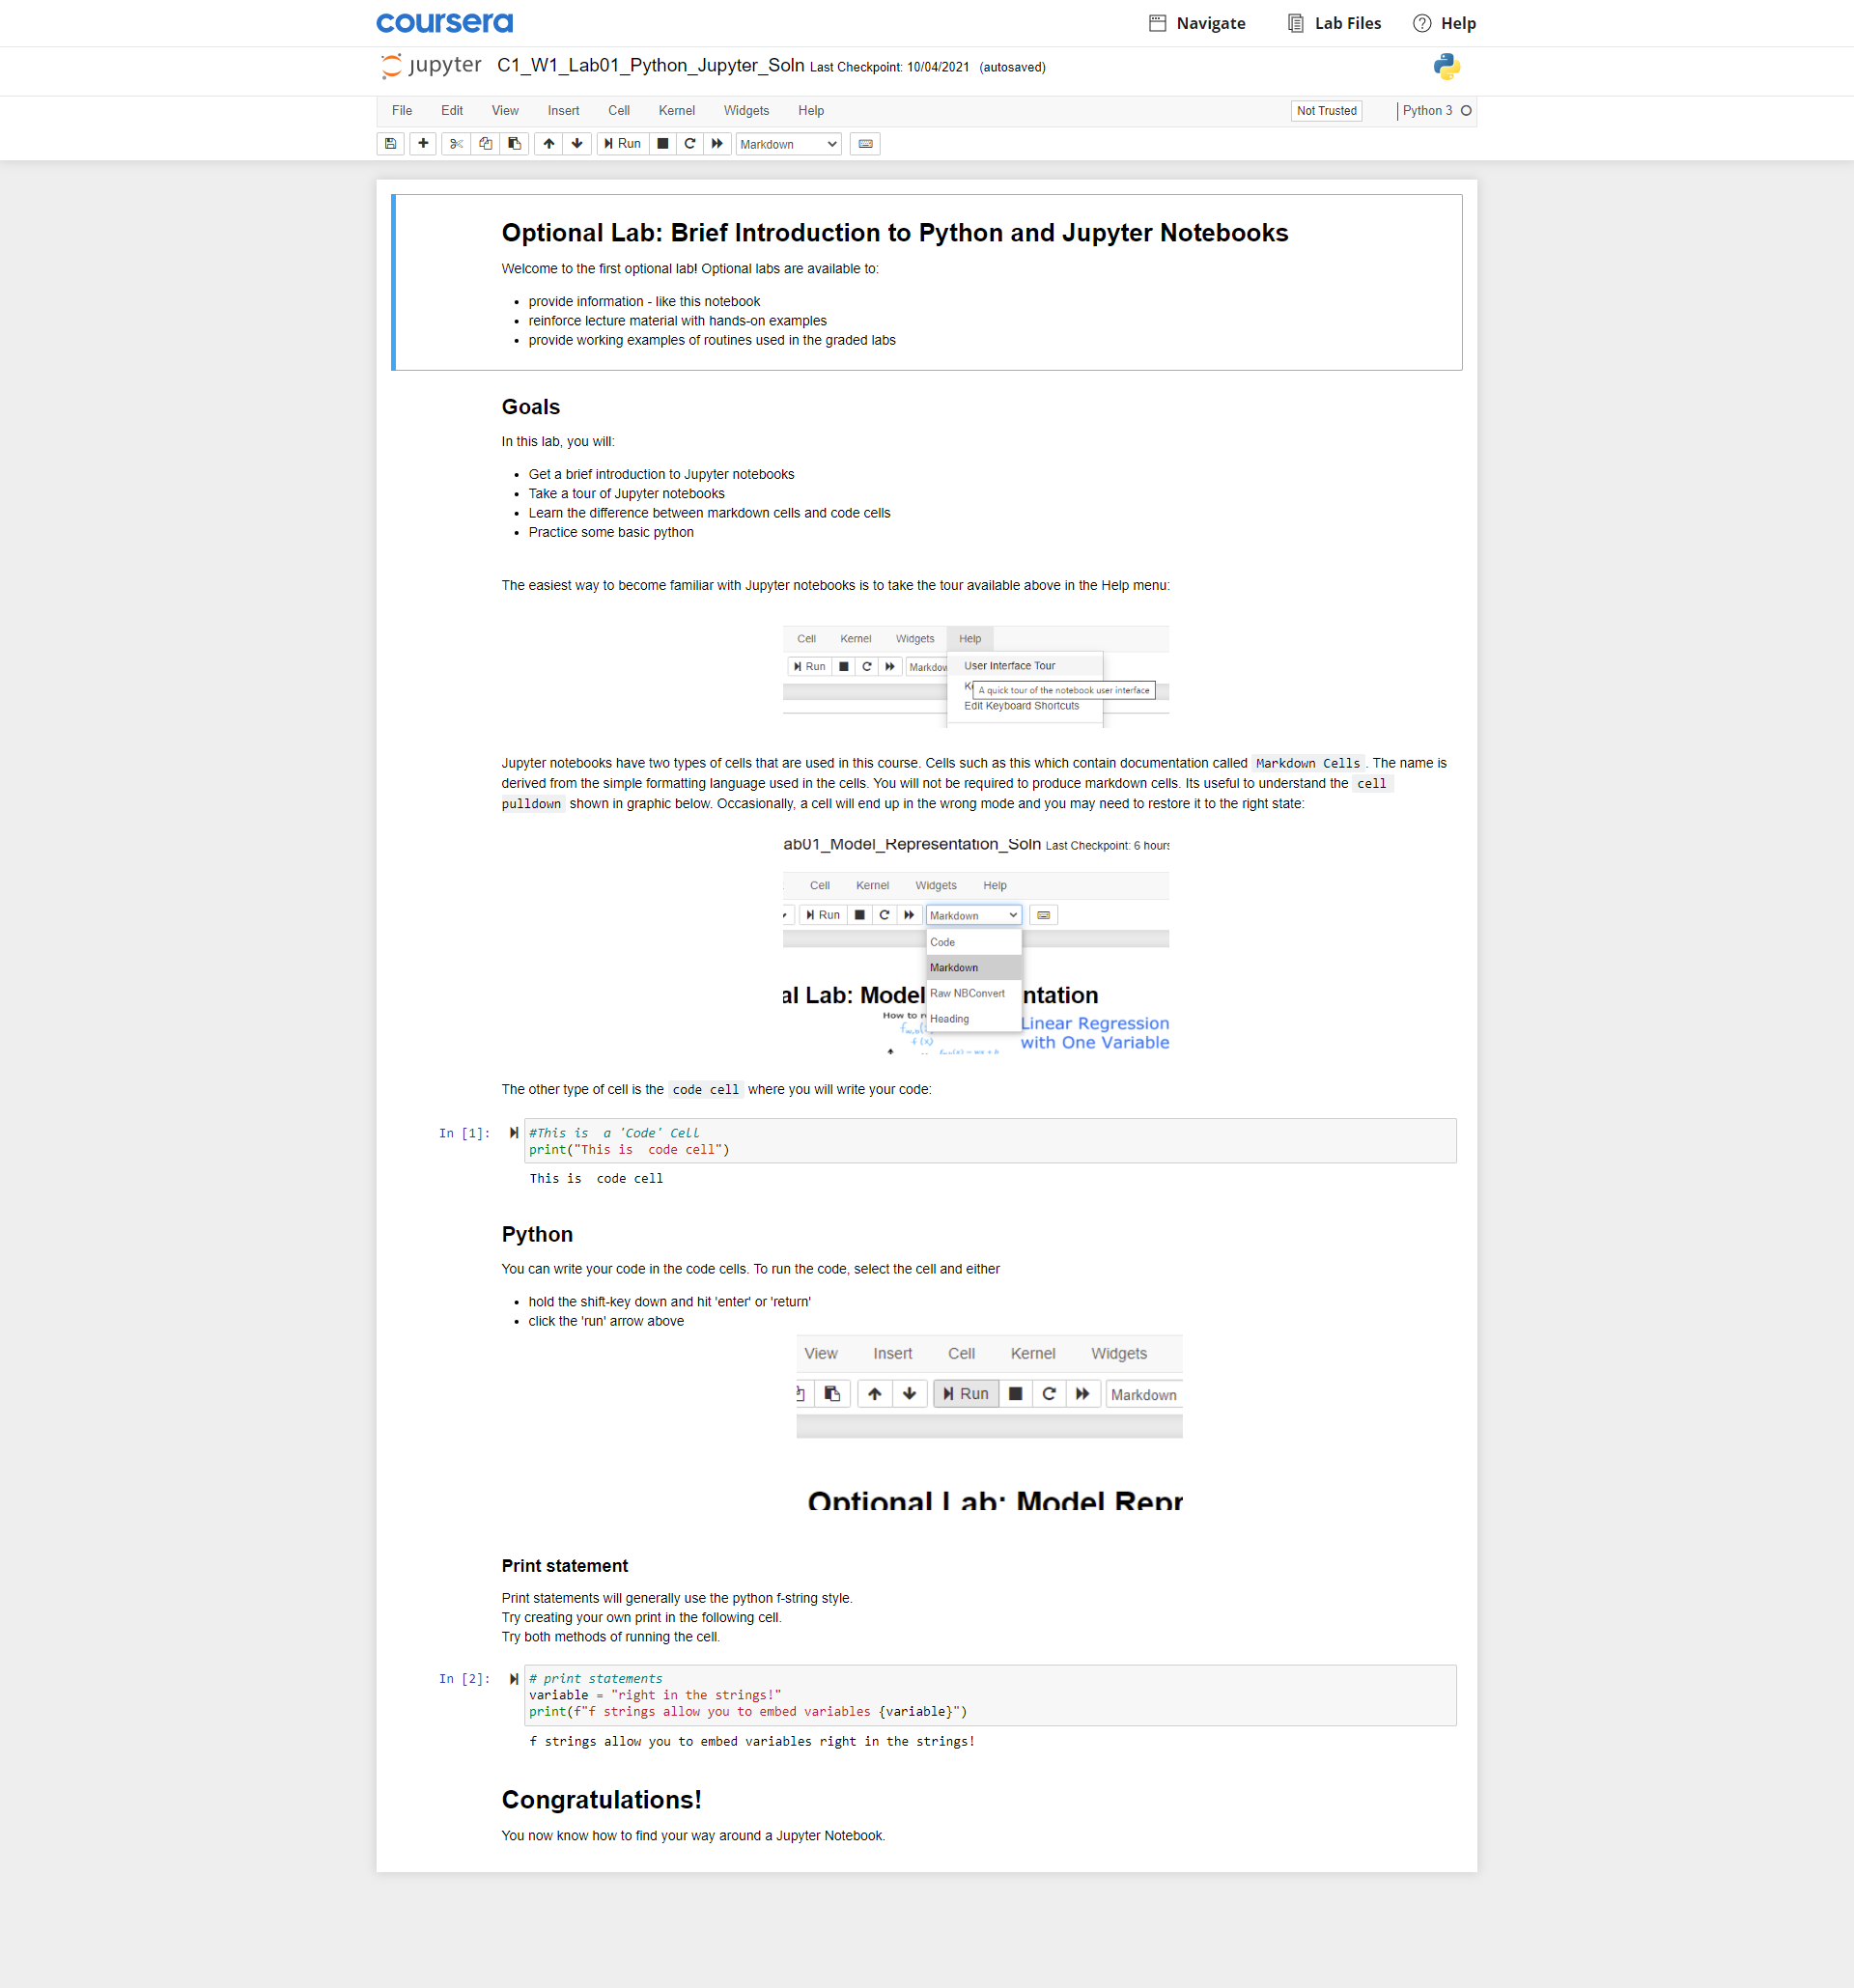 coursera
Navigate Lab Files Help
jupyter C1_W1_Lab01_Python_Jupyter_Soln Last Checkpoint: 10/04/2021 (autosaved)
File Edit View Insert Cell Kernel Widgets Help Not Trusted Python 3
Run Markdown
Optional Lab: Brief Introduction to Python and Jupyter Notebooks
Welcome to the first optional lab! Optional labs are available to:
provide information - like this notebook
reinforce lecture material with hands-on examples
provide working examples of routines used in the graded labs
Goals
In this lab, you will:
Get a brief introduction to Jupyter notebooks
Take a tour of Jupyter notebooks
Learn the difference between markdown cells and code cells
Practice some basic python
The easiest way to become familiar with Jupyter notebooks is to take the tour available above in the Help menu:
Cell Kernel Widgets Help
Run Markdow User Interface Tour
A quick tour of the notebook user interface
Edit Keyboard Shortcuts
Jupyter notebooks have two types of cells that are used in this course. Cells such as this which contain documentation called Markdown Cells . The name is
derived from the simple formatting language used in the cells. You will not be required to produce markdown cells. Its useful to understand the cell
pulldown shown in graphic below. Occasionally, a cell will end up in the wrong mode and you may need to restore it to the right state:
ab01_Model_Representation_Soln Last Checkpoint: 6 hours
Cell Kernel Widgets Help
Run Markdown
Code
Markdown
Raw NBConvert
Heading
al Lab: Model ntation
How to r
Linear Regression
with One Variable
The other type of cell is the code cell where you will write your code:
In [1]: #This is  a 'Code' Cell
print("This is  code cell")
This is  code cell
Python
You can write your code in the code cells. To run the code, select the cell and either
hold the shift-key down and hit 'enter' or 'return'
click the 'run' arrow above
View Insert Cell Kernel Widgets
Run Markdown
Optional Lab: Model Repr
Print statement
Print statements will generally use the python f-string style.
Try creating your own print in the following cell.
Try both methods of running the cell.
In [2]: # print statements
variable = "right in the strings!"
print(f"f strings allow you to embed variables {variable}")
f strings allow you to embed variables right in the strings!
Congratulations!
You now know how to find your way around a Jupyter Notebook.